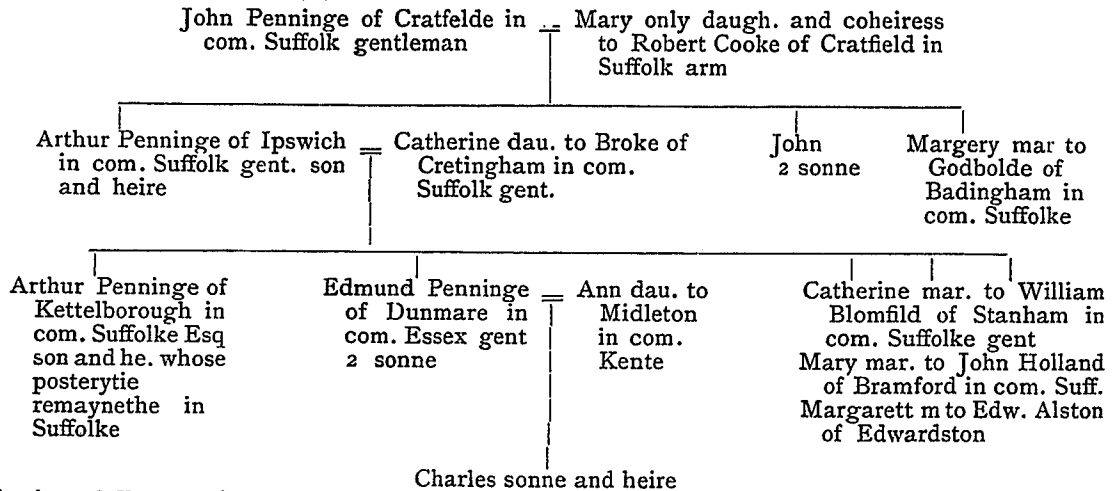 John Penninge of Cratfelde in
com. Suffolk gentleman
Mary only daugh. and coheiress
to Robert Cooke of Cratfield in
Suffolk arm
Arthur Penninge of Ipswich
in com. Suffolk gent. son
and heire
Catherine dau. to Broke of
Cretingham in com.
Suffolk gent.
John
2 sonne
Margery mar to
Godbolde of
Badingham in
com. Suffolke
Arthur Penninge of
Kettelborough in
com. Suffolke Esq
son and he. whose
posterytie
remaynethe in
Suffolke
Edmund Penninge
of Dunmare in
com. Essex gent
2 sonne
Ann dau. to
Midleton
in com.
Kente
Catherine mar. to William
Blomfild of Stanham in
com. Suffolke gent
Mary mar. to John Holland
of Bramford in com. Suff.
Margarett m to Edw. Alston
of Edwardston
Charles sonne and heire